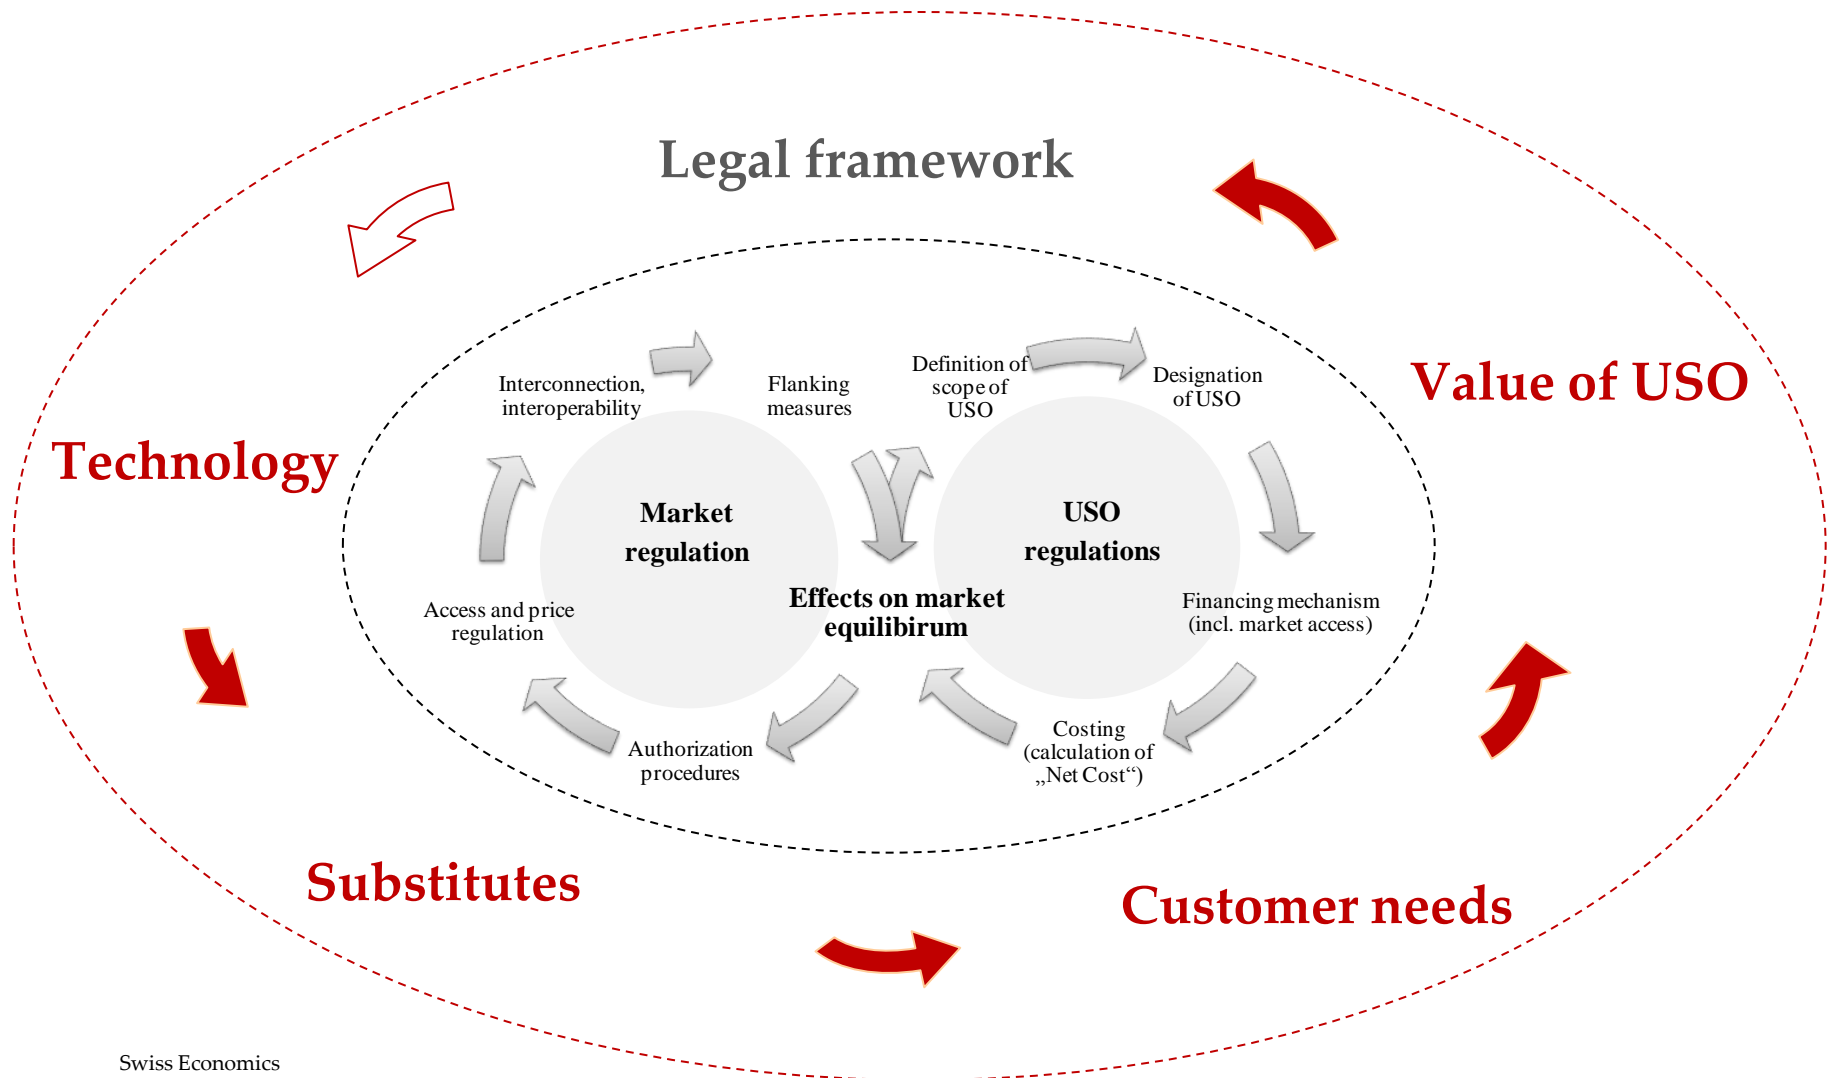 Legal framework
Value of USO
Technology
Interconnection,
interoperability
Flanking
measures
Definition of
scope of
USO
Designation
of USO
Market
regulation
USO
regulations
Effects on market
equilibirum
Access and price
regulation
Financing mechanism
(incl. market access)
Authorization
procedures
Costing
(calculation of
„Net Cost“)
Substitutes
Customer needs
Swiss Economics